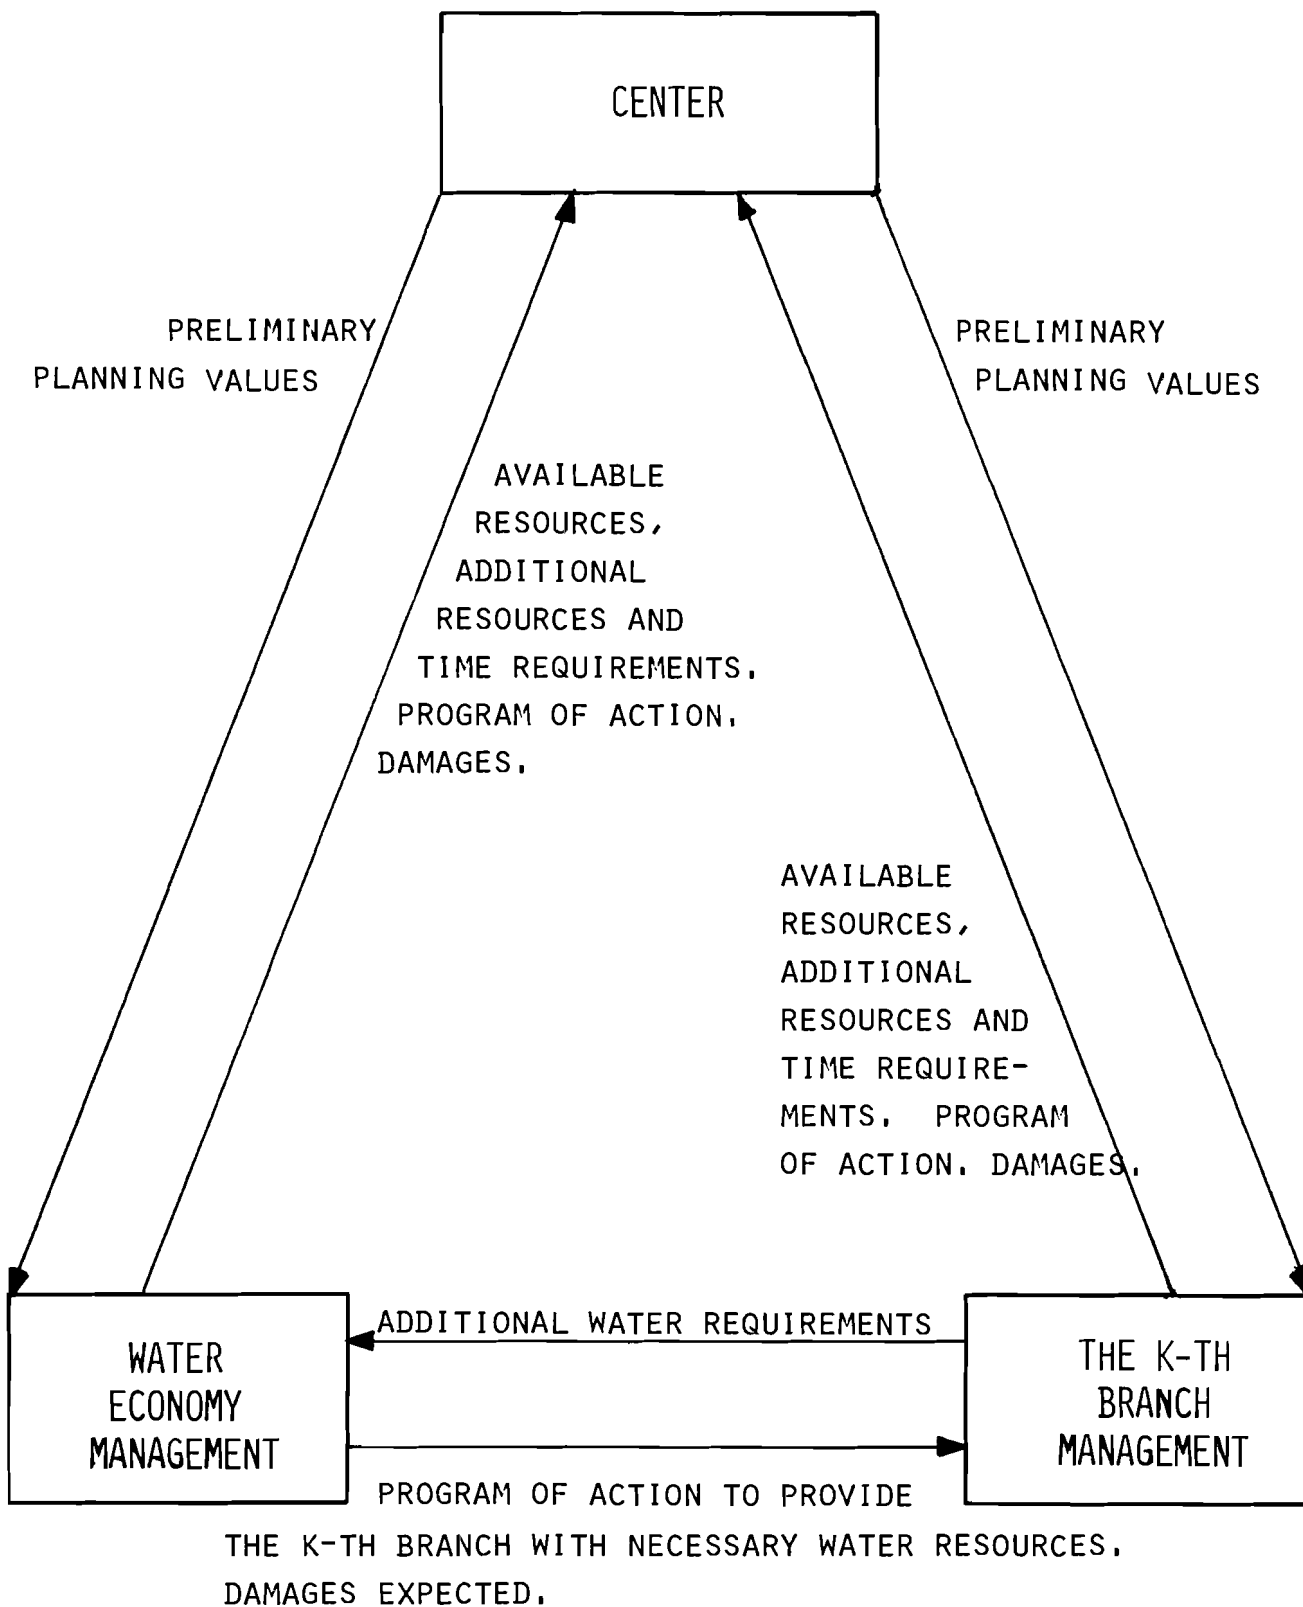 CENTER
PRELIMINARY
PLANNING VALUES
PRELIMINARY
PLANNING VALUES
AVAILABLE
RESOURCES,
ADDITIONAL
RESOURCES AND
TIME REQUIREMENTS.
PROGRAM OF ACTION.
DAMAGES.
AVAILABLE
RESOURCES,
ADDITIONAL
RESOURCES AND
TIME REQUIRE-
MENTS. PROGRAM
OF ACTION. DAMAGES.
ADDITIONAL WATER REQUIREMENTS
WATER
ECONOMY
MANAGEMENT
THE K-TH
BRANCH
MANAGEMENT
PROGRAM OF ACTION TO PROVIDE
THE K-TH BRANCH WITH NECESSARY WATER RESOURCES.
DAMAGES EXPECTED.